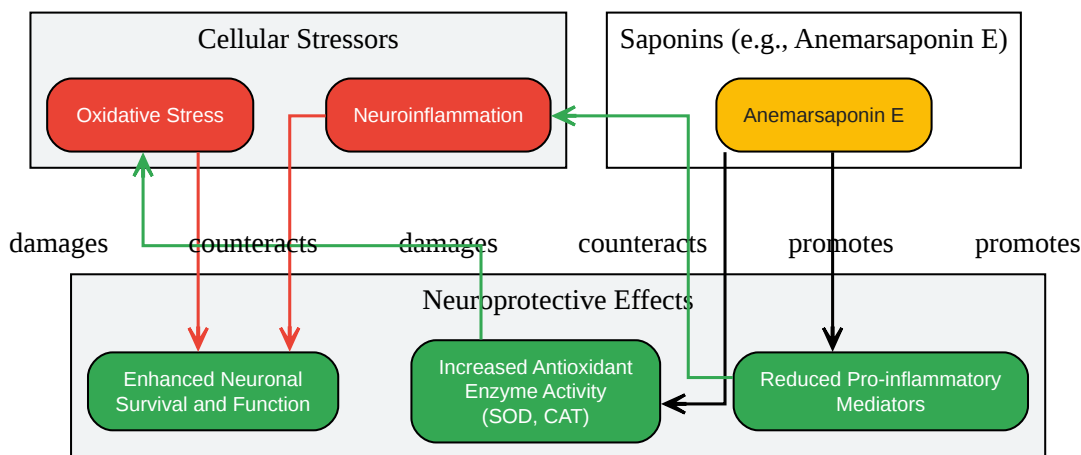 Cellular Stressors
Saponins (e.g., Anemarsaponin E)
Oxidative Stress
Neuroinflammation
Anemarsaponin E
damages
counteracts
damages
counteracts
promotes
promotes
Neuroprotective Effects
Enhanced Neuronal
Survival and Function
Increased Antioxidant
Enzyme Activity
(SOD, CAT)
Reduced Pro-inflammatory
Mediators